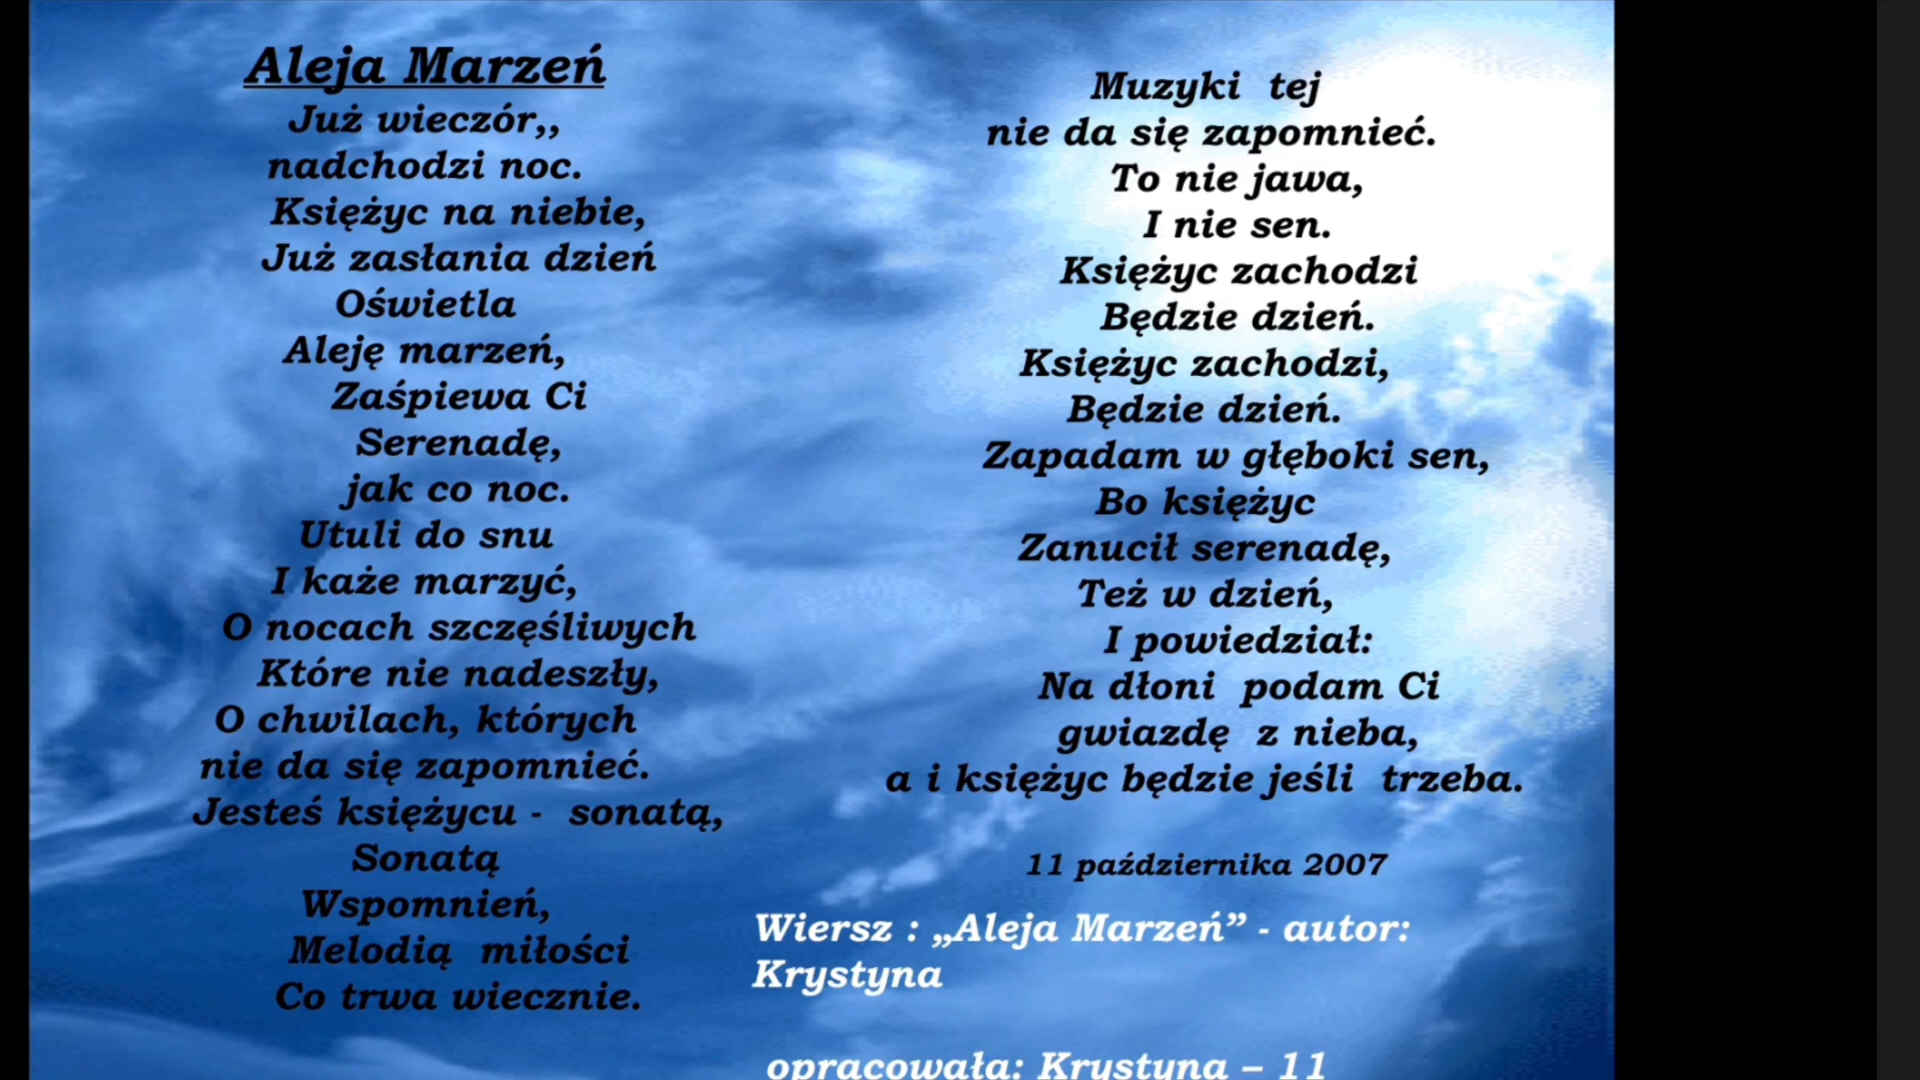 Aleja Marzeń
Już wieczór,,
nadchodzi noc.
Księżyc na niebie,
Już zasłania dzień
Oświetla
Aleję marzeń,
Zaśpiewa Ci
Serenadę,
jak co noc.
Utuli do snu
I każe marzyć,
O nocach szczęśliwych
Które nie nadeszły,
O chwilach, których
nie da się zapomnieć.
Jesteś księżycu - sonatą,
Sonatą
Wspomnień,
Melodią miłości
Co trwa wiecznie.
Muzyki tej
nie da się zapomnieć.
To nie jawa,
I nie sen.
Księżyc zachodzi
Będzie dzień.
Księżyc zachodzi,
Będzie dzień.
Zapadam w głęboki sen,
Bo księżyc
Zanucił serenadę,
Też w dzień,
I powiedział:
Na dłoni podam Ci
gwiazdę z nieba,
a i księżyc będzie jeśli trzeba.
11 października 2007
Wiersz : „Aleja Marzeń” - autor:
Krystyna
opracowała: Krystyna – 11